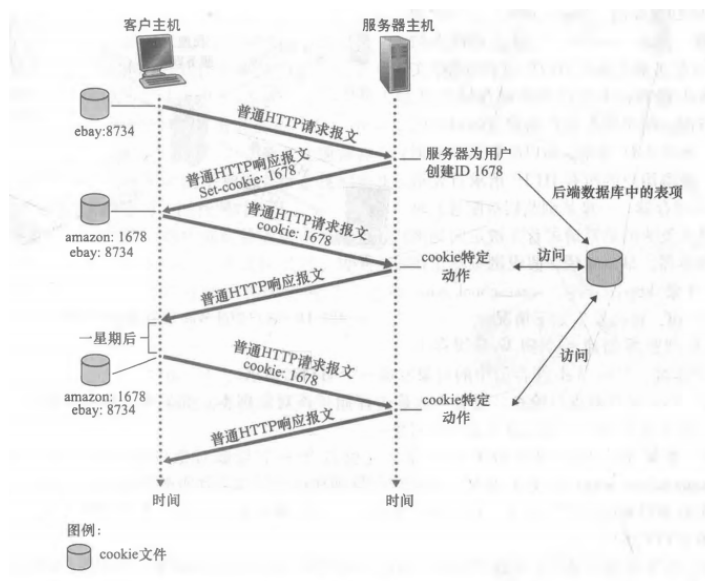 客户主机
服务器主机
ebay:8734
普通HTTP请求报文
服务器为用户
创建ID 1678
普通HTTP响应报文
Set-cookie: 1678
后端数据库中的表项
amazon: 1678
ebay: 8734
普通HTTP请求报文
cookie: 1678
cookie特定
动作
访问
普通HTTP响应报文
一星期后
访问
amazon: 1678
ebay: 8734
普通HTTP请求报文
cookie: 1678
cookie特定
动作
普通HTTP响应报文
时间
时间
图例：
cookie文件